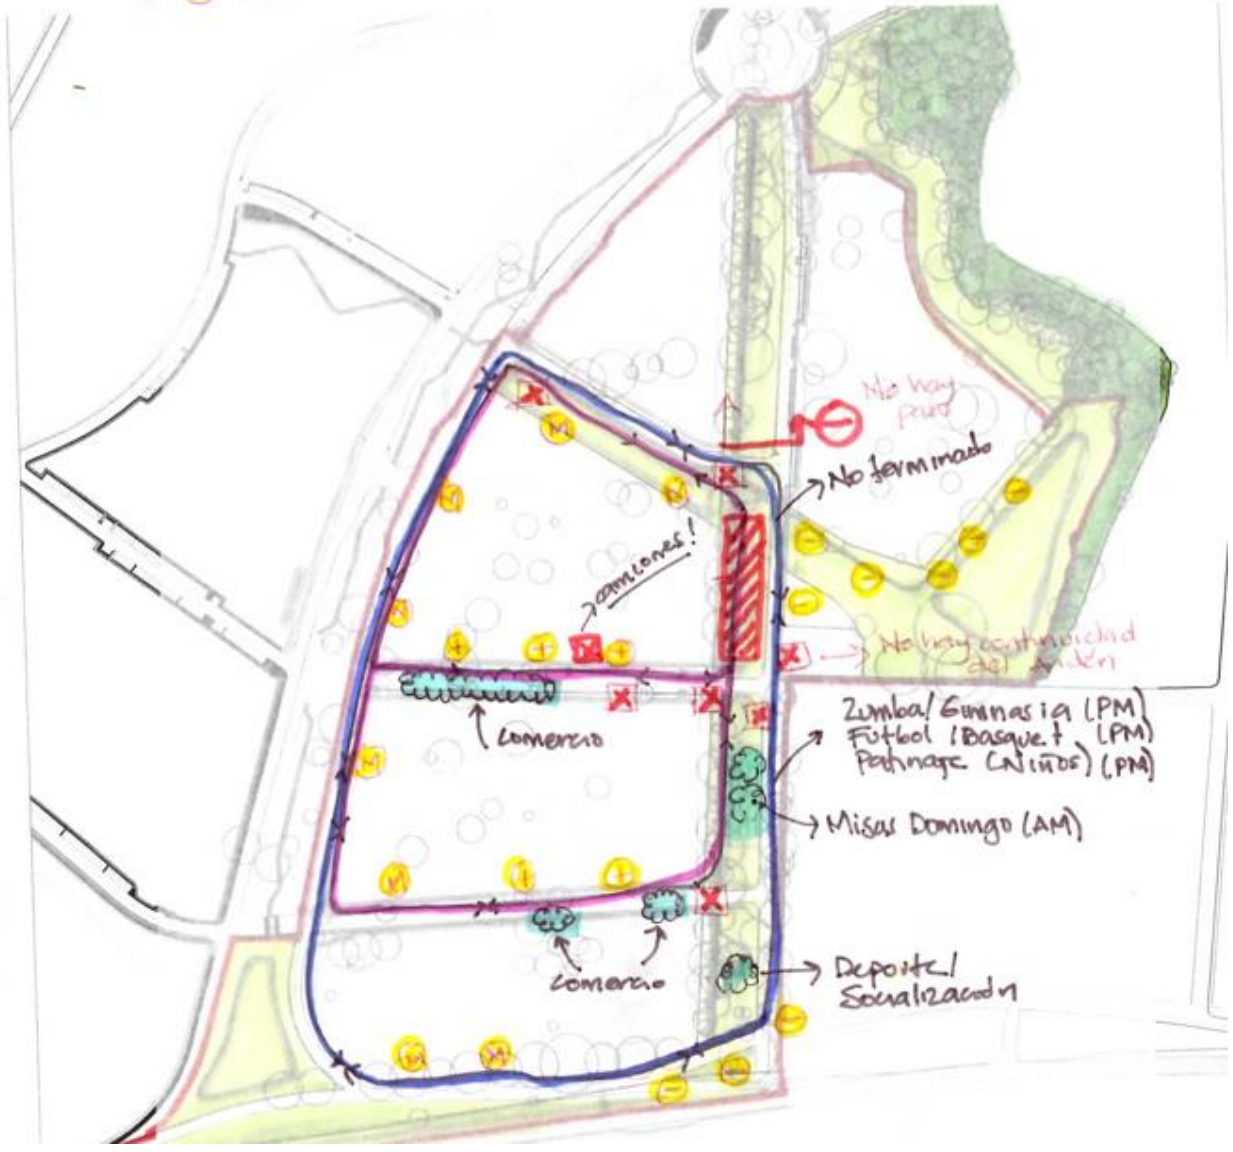 No hay
paso
No terminado
camiones!
No hay continuidad
del andén
Zumba/Gimnasia (PM)
Futbol/Basquet (PM)
Patinaje (Niños) (PM)
comercio
Misas Domingo (AM)
comercio
Deporte/
Socialización